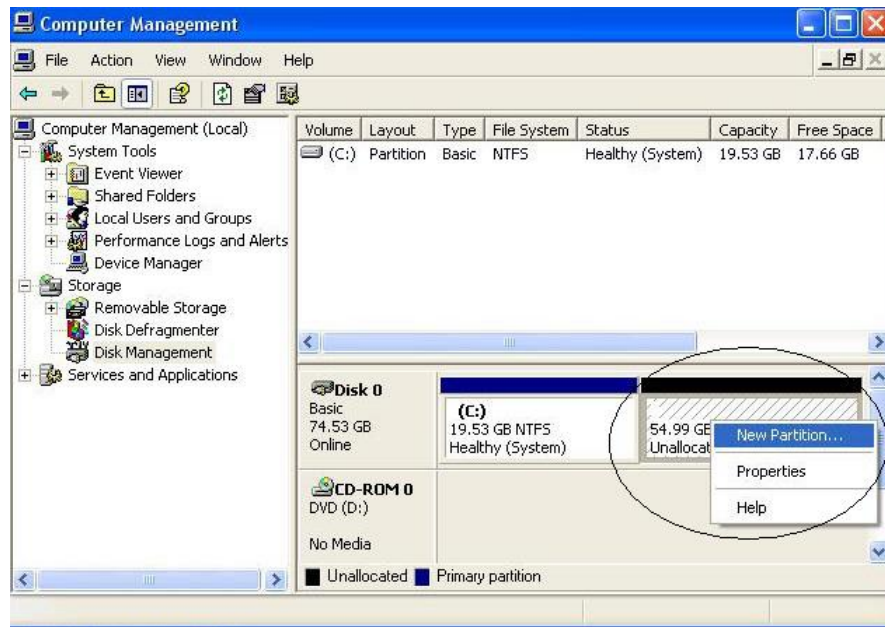 Computer Management
File Action View Window Help
Computer Management (Local)
System Tools
Event Viewer
Shared Folders
Local Users and Groups
Performance Logs and Alerts
Device Manager
Storage
Removable Storage
Disk Defragmenter
Disk Management
Services and Applications
Volume Layout Type File System Status Capacity Free Space
(C:) Partition Basic NTFS Healthy (System) 19.53 GB 17.66 GB
Disk 0
Basic
74.53 GB
Online
(C:)
19.53 GB NTFS
Healthy (System)
54.99 GB
Unallocat
New Partition...
Properties
Help
CD-ROM 0
DVD (D:)
No Media
Unallocated Primary partition